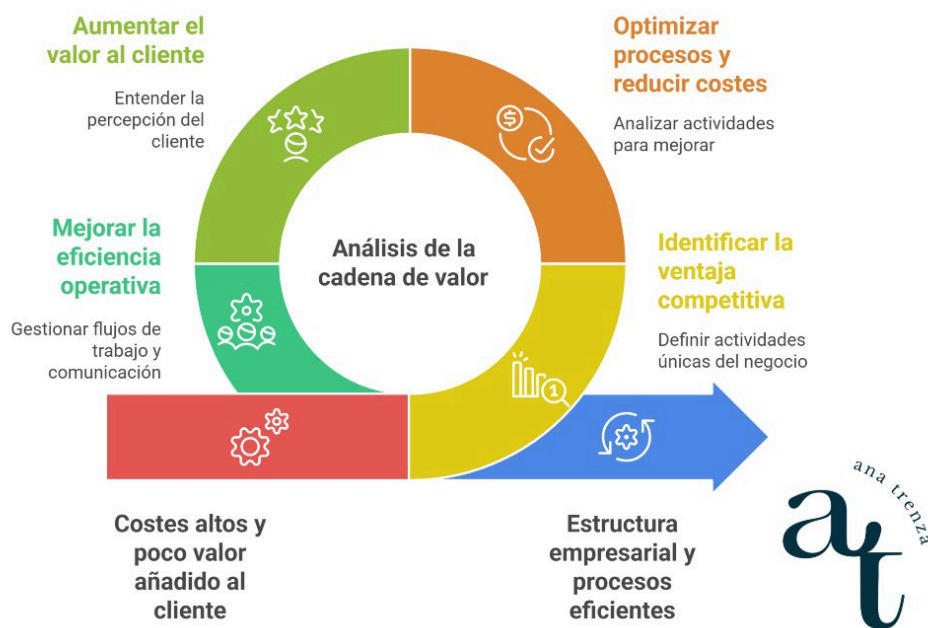 Aumentar el
valor al cliente
Entender la
percepción del
cliente
Optimizar
procesos y
reducir costes
Analizar actividades
para mejorar
Mejorar la
eficiencia
operativa
Gestionar flujos de
trabajo y
comunicación
Análisis de la
cadena de valor
Identificar la
ventaja
competitiva
Definir actividades
únicas del negocio
$
1
Costes altos y
poco valor
añadido al
cliente
Estructura
empresarial y
procesos
eficientes
ana trenza
at